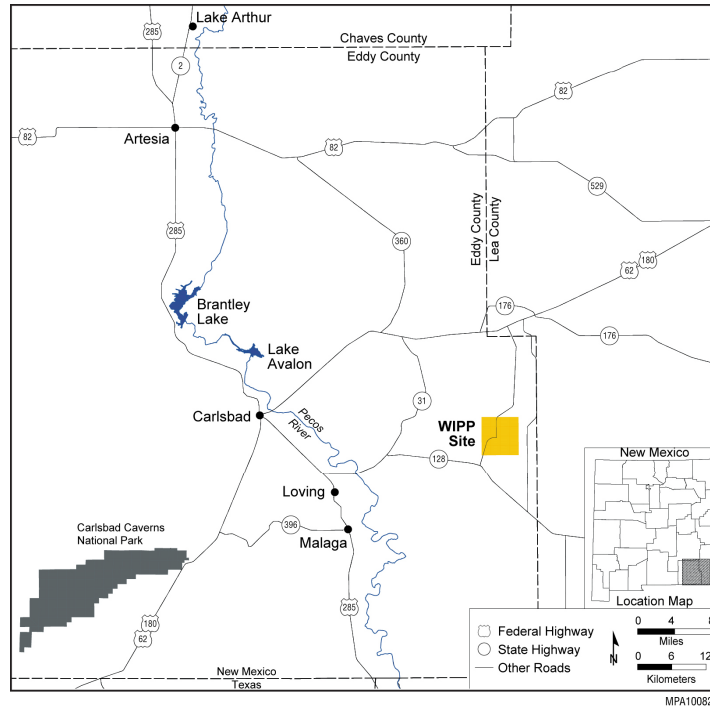 Lake Arthur
285
Chaves County
Eddy County
2
82
82
Artesia
82
529
285
360
Eddy County
Lea County
180
62
Brantley
Lake
176
176
Lake
Avalon
Carlsbad
Pecos
River
31
WIPP
Site
128
New Mexico
Loving
396
Malaga
Carlsbad Caverns
National Park
Location Map
285
180
62
Federal Highway
State Highway
Other Roads
N
0 4 8
Miles
0 6 12
Kilometers
New Mexico
Texas
MPA10082